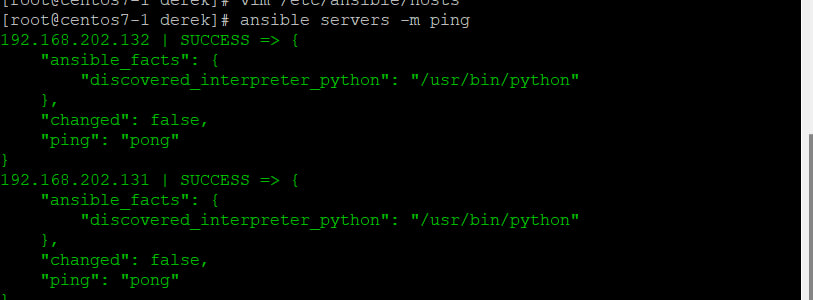 [root@centos7-1 derek]# vim /etc/ansible/hosts
[root@centos7-1 derek]# ansible servers -m ping
192.168.202.132 | SUCCESS => {
    "ansible_facts": {
        "discovered_interpreter_python": "/usr/bin/python"
    },
    "changed": false,
    "ping": "pong"
}
192.168.202.131 | SUCCESS => {
    "ansible_facts": {
        "discovered_interpreter_python": "/usr/bin/python"
    },
    "changed": false,
    "ping": "pong"
}